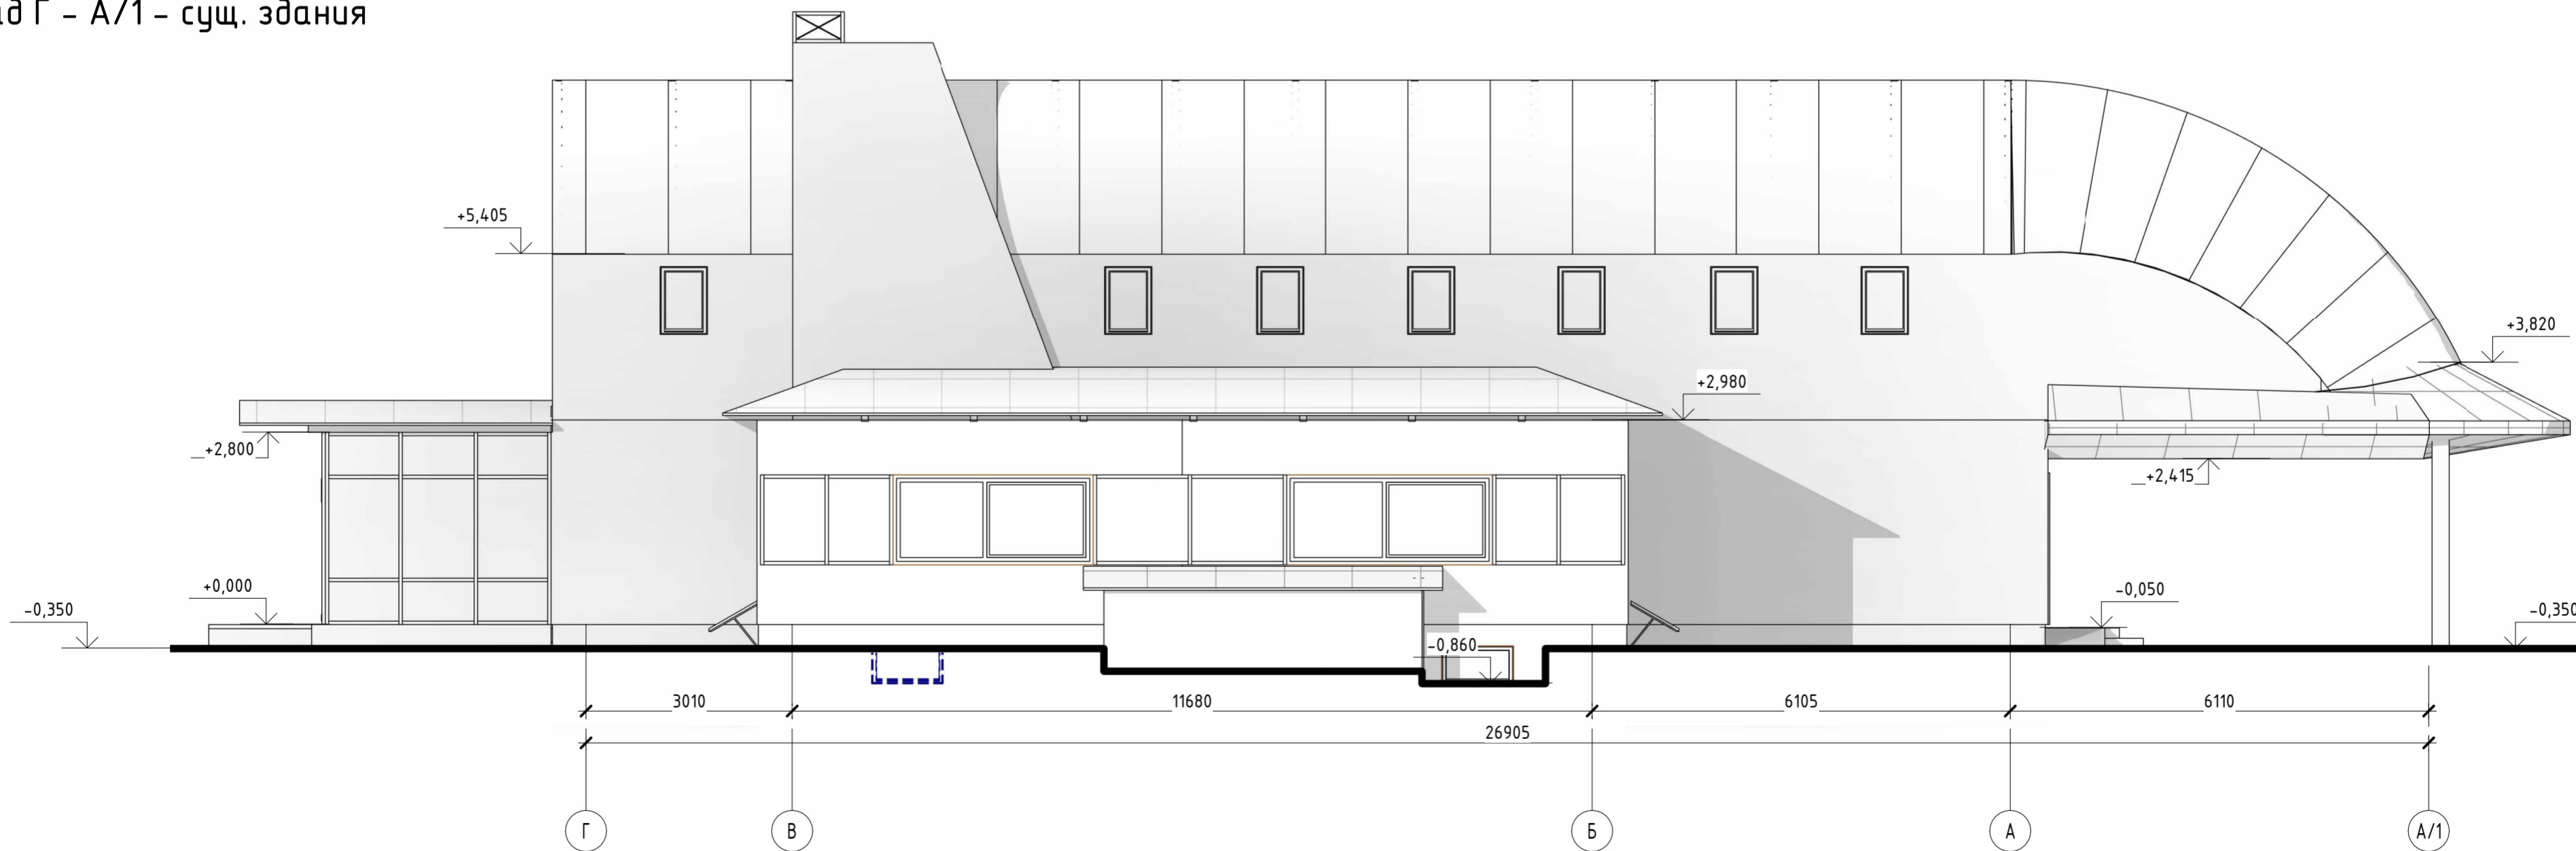 Г - А/1 - сущ. здания
+5,405
+3,820
+2,980
+2,800
+2,415
+0,000
-0,050
-0,350
-0,350
-0,860
3010
11680
6105
6110
26905
Г
В
Б
А
А/1